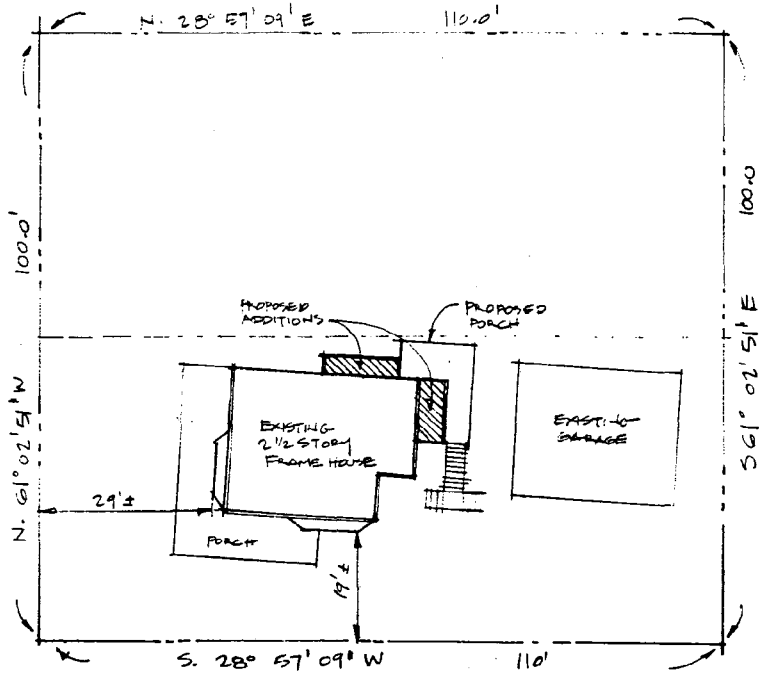 N. 28° 57' 09" E 110.0'
100.0'
N. 61° 02' 51" W
100.0
S 61° 02' 51" E
PROPOSED
ADDITIONS
PROPOSED
PORCH
EXISTING
2 1/2 STORY
FRAME HOUSE
EXISTING
GARAGE
29'±
PORCH
19'±
S. 28° 57' 09" W 110'